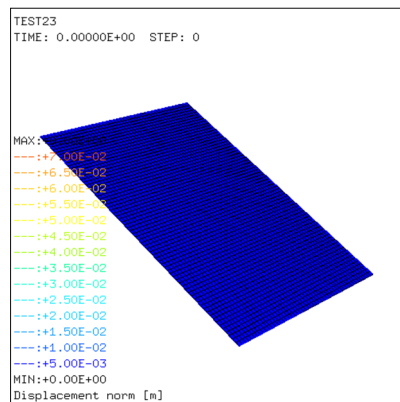 TEST23
TIME: 0.00000E+00 STEP: 0
MAX:
---:+7.00E-02
---:+6.50E-02
---:+6.00E-02
---:+5.50E-02
---:+5.00E-02
---:+4.50E-02
---:+4.00E-02
---:+3.50E-02
---:+3.00E-02
---:+2.50E-02
---:+2.00E-02
---:+1.50E-02
---:+1.00E-02
---:+5.00E-03
MIN:+0.00E+00
Displacement norm [m]